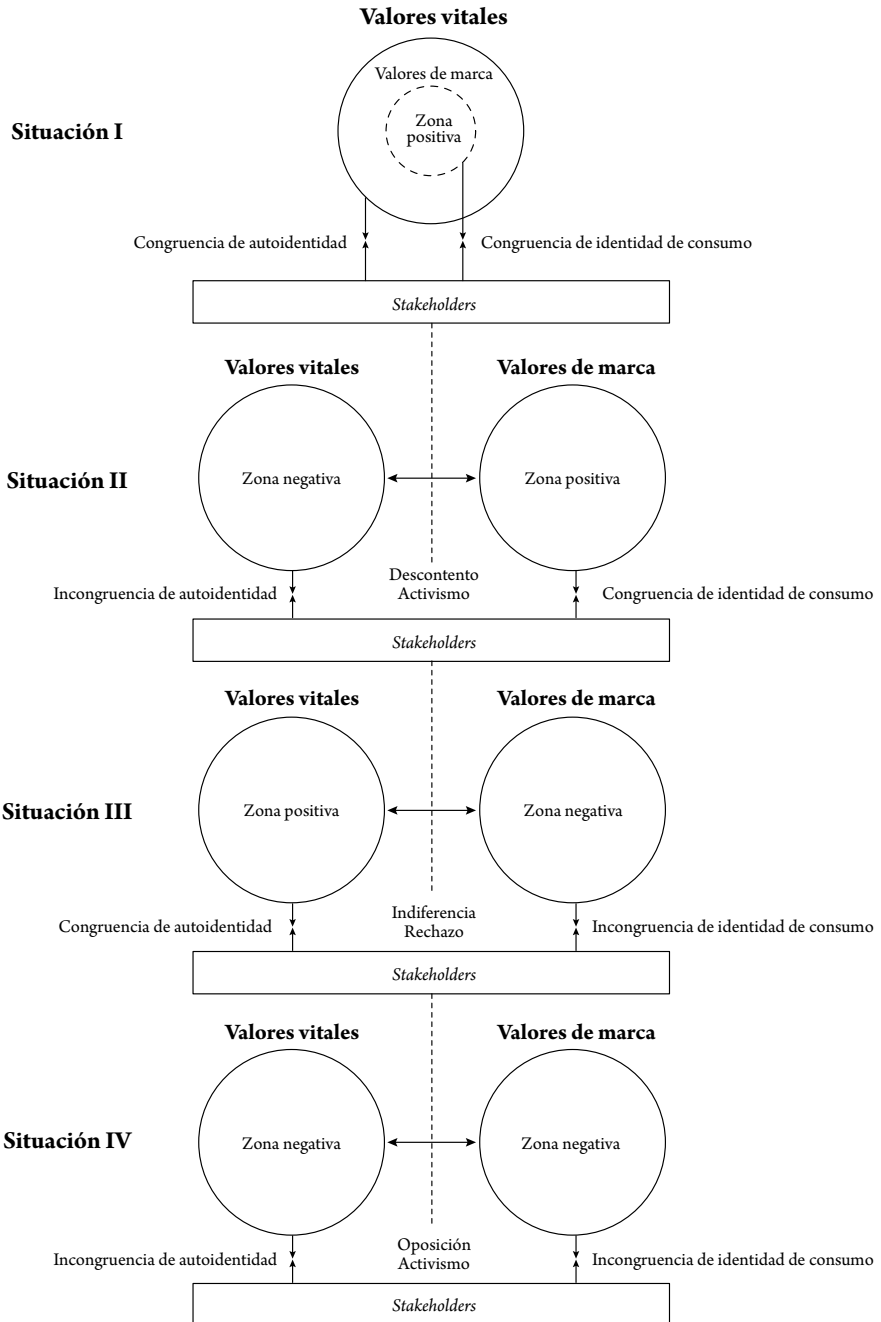 Valores vitales
Valores de marca
Situación I
Zona
positiva
Congruencia de autoidentidad
Congruencia de identidad de consumo
Stakeholders
Valores vitales
Valores de marca
Situación II
Zona negativa
Zona positiva
Descontento
Activismo
Incongruencia de autoidentidad
Congruencia de identidad de consumo
Stakeholders
Valores vitales
Valores de marca
Situación III
Zona positiva
Zona negativa
Indiferencia
Rechazo
Congruencia de autoidentidad
Incongruencia de identidad de consumo
Stakeholders
Valores vitales
Valores de marca
Situación IV
Zona negativa
Zona negativa
Oposición
Activismo
Incongruencia de autoidentidad
Incongruencia de identidad de consumo
Stakeholders